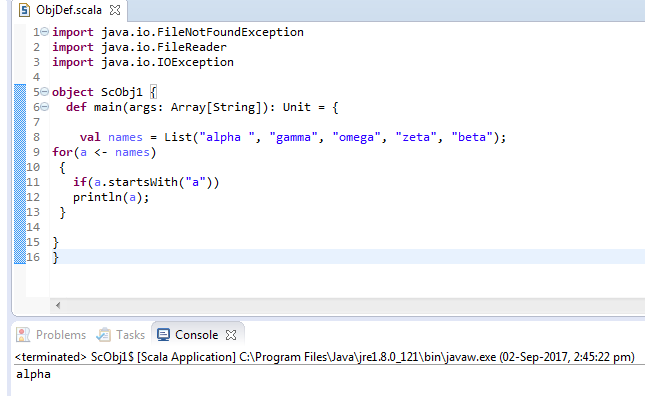 ObjDef.scala
1 import java.io.FileNotFoundException
2 import java.io.FileReader
3 import java.io.IOException
4
5 object ScObj1 {
6 def main(args: Array[String]): Unit = {
7
8 val names = List("alpha ", "gamma", "omega", "zeta", "beta");
9 for(a <- names)
10 {
11 if(a.startsWith("a"))
12 println(a);
13 }
14
15 }
16 }
Problems Tasks Console
<terminated> ScObj1$ [Scala Application] C:\Program Files\Java\jre1.8.0_121\bin\javaw.exe (02-Sep-2017, 2:45:22 pm)
alpha